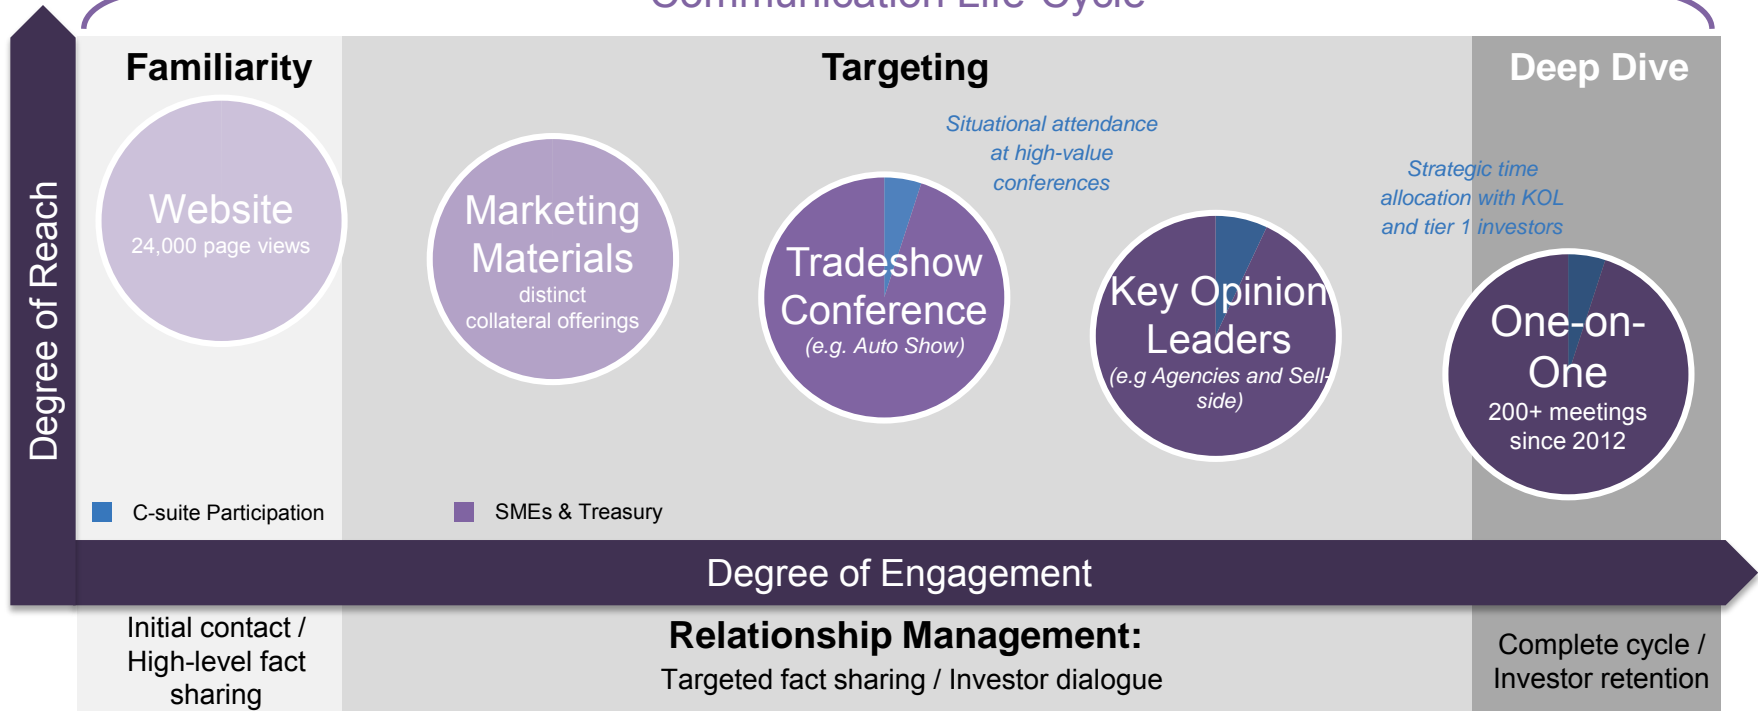 Communication Life Cycle
Familiarity
Targeting
Deep Dive
Degree of Reach
Website
24,000 page views
Marketing
Materials
distinct
collateral offerings
Situational attendance
at high-value
conferences
Tradeshow
Conference
(e.g. Auto Show)
Key Opinion
Leaders
(e.g Agencies and Sell-
side)
Strategic time
allocation with KOL
and tier 1 investors
One-on-
One
200+ meetings
since 2012
C-suite Participation
SMEs & Treasury
Degree of Engagement
Initial contact /
High-level fact
sharing
Relationship Management:
Targeted fact sharing / Investor dialogue
Complete cycle /
Investor retention